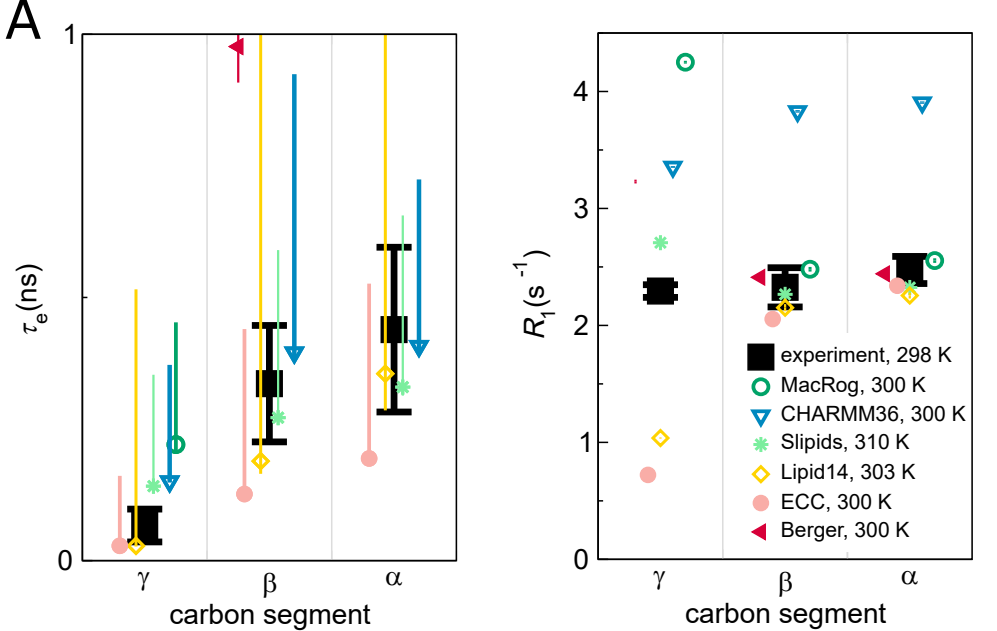 A
1
0
τe(ns)
γ β α
carbon segment
4
3
2
1
0
R1(s-1)
γ β α
carbon segment
experiment, 298 K
MacRog, 300 K
CHARMM36, 300 K
Slipids, 310 K
Lipid14, 303 K
ECC, 300 K
Berger, 300 K